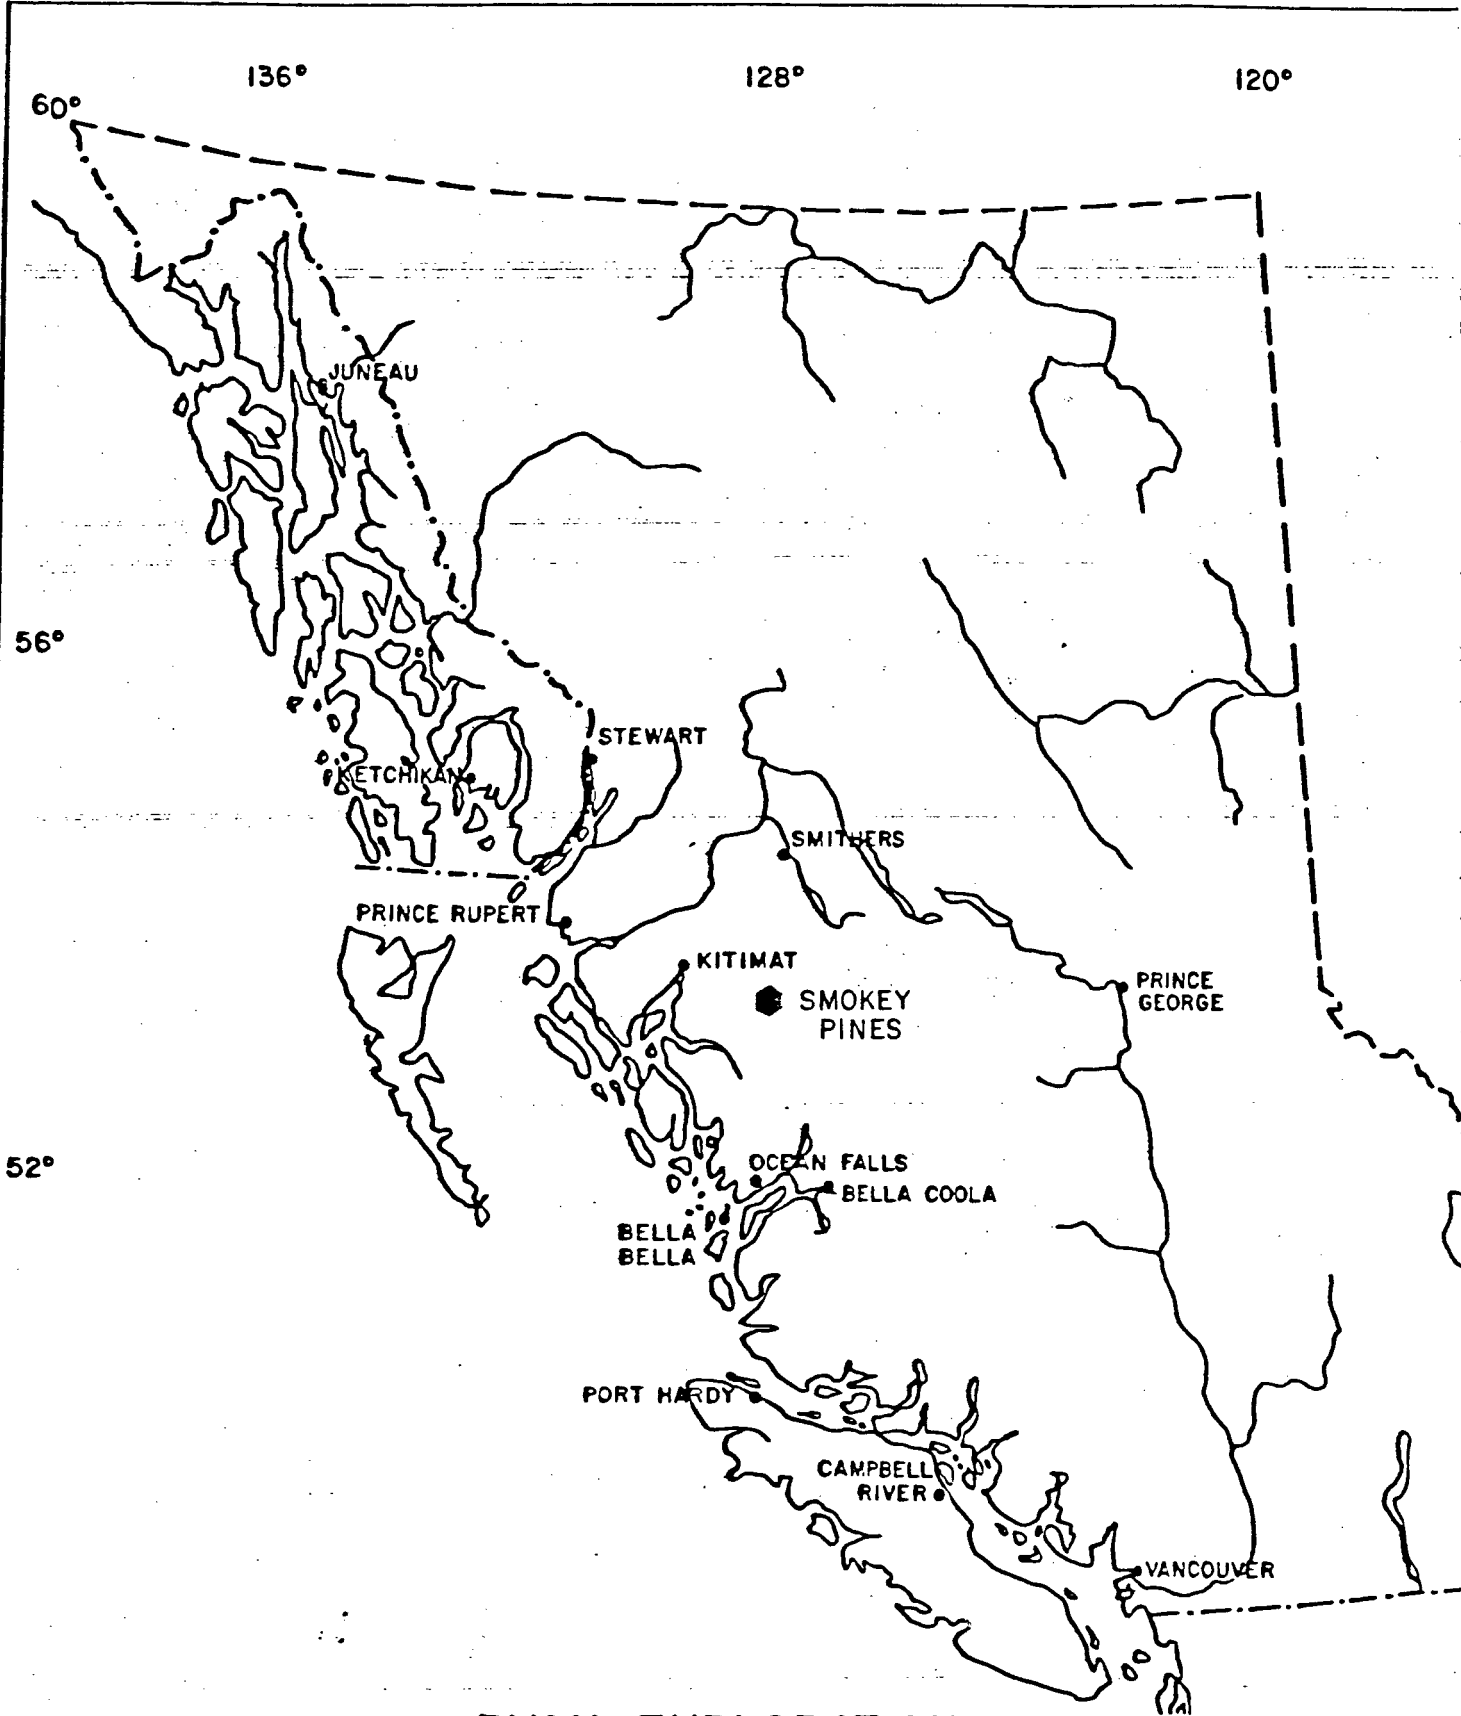 136° 128° 120°
60°
JUNEAU
56°
STEWART
KETCHIKAN
SMITHERS
PRINCE RUPERT
KITIMAT
SMOKEY
PINES
PRINCE
GEORGE
52°
OCEAN FALLS
BELLA COOLA
BELLA
BELLA
PORT HARDY
CAMPBELL
RIVER
VANCOUVER